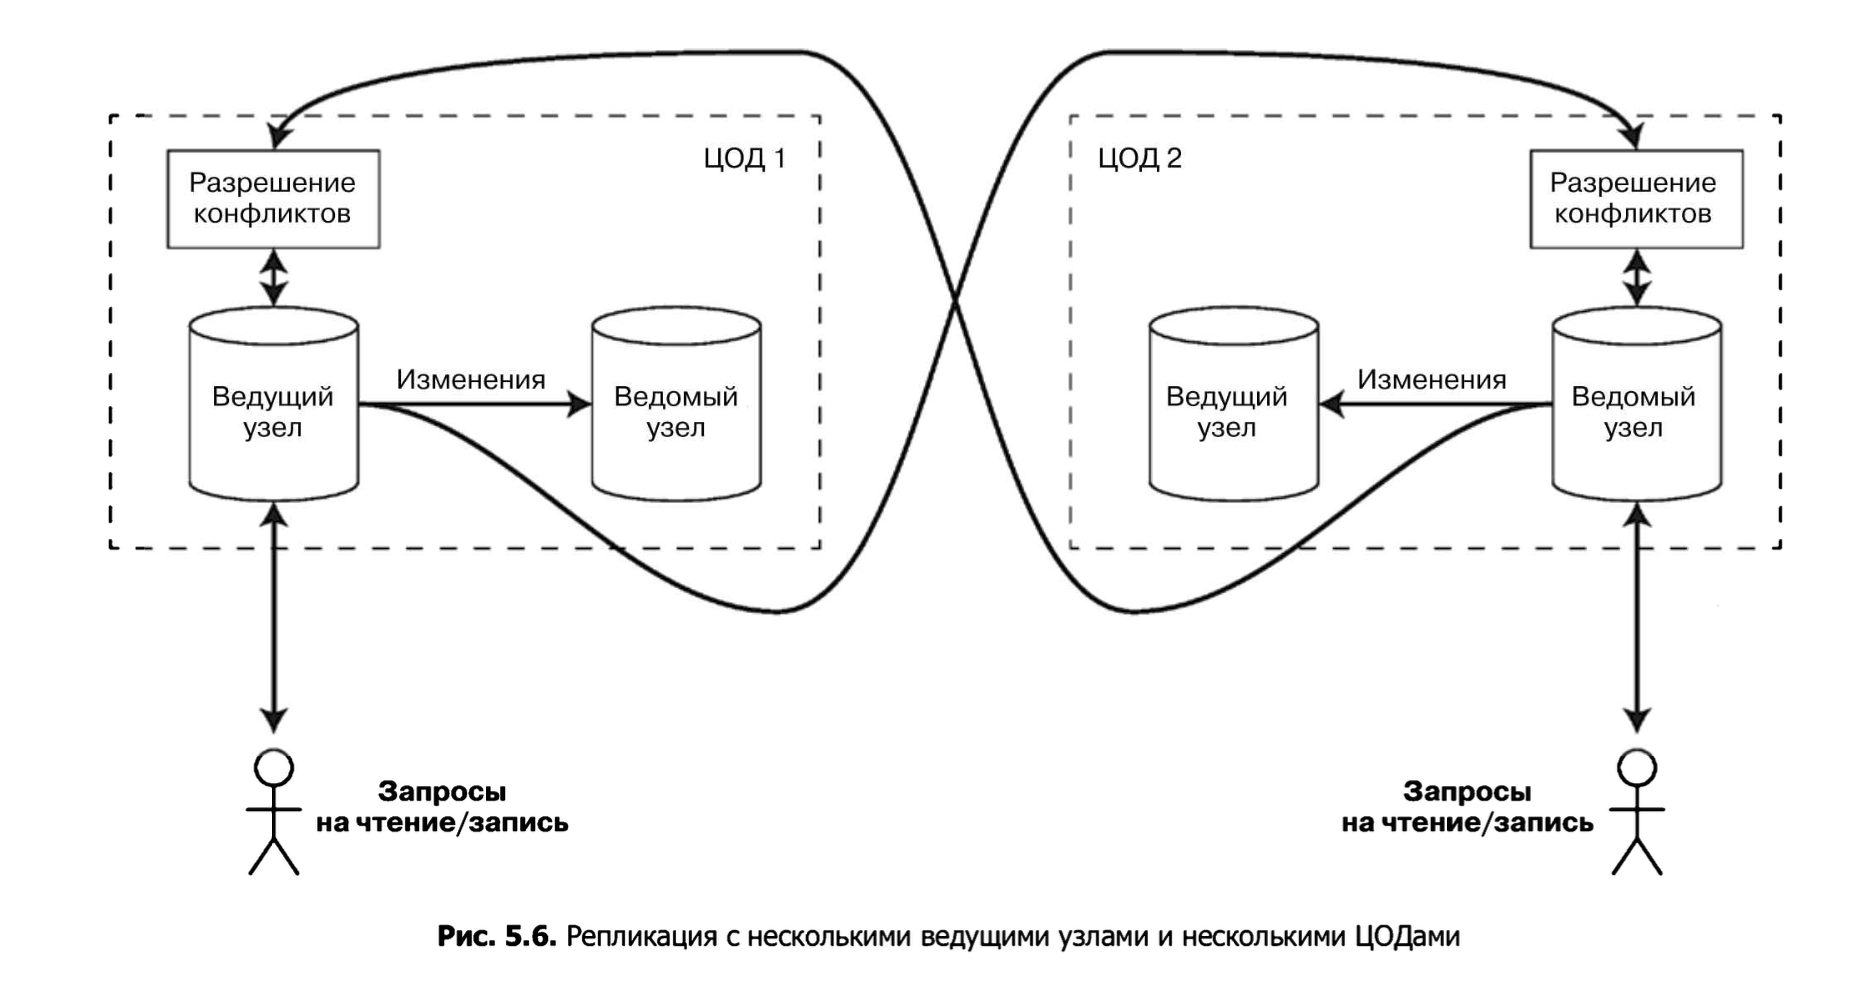 ЦОД 1
Разрешение
конфликтов
Ведущий
узел
Изменения
Ведомый
узел
Запросы
на чтение/запись
ЦОД 2
Разрешение
конфликтов
Ведущий
узел
Изменения
Ведомый
узел
Запросы
на чтение/запись
Рис. 5.6. Репликация с несколькими ведущими узлами и несколькими ЦОДами